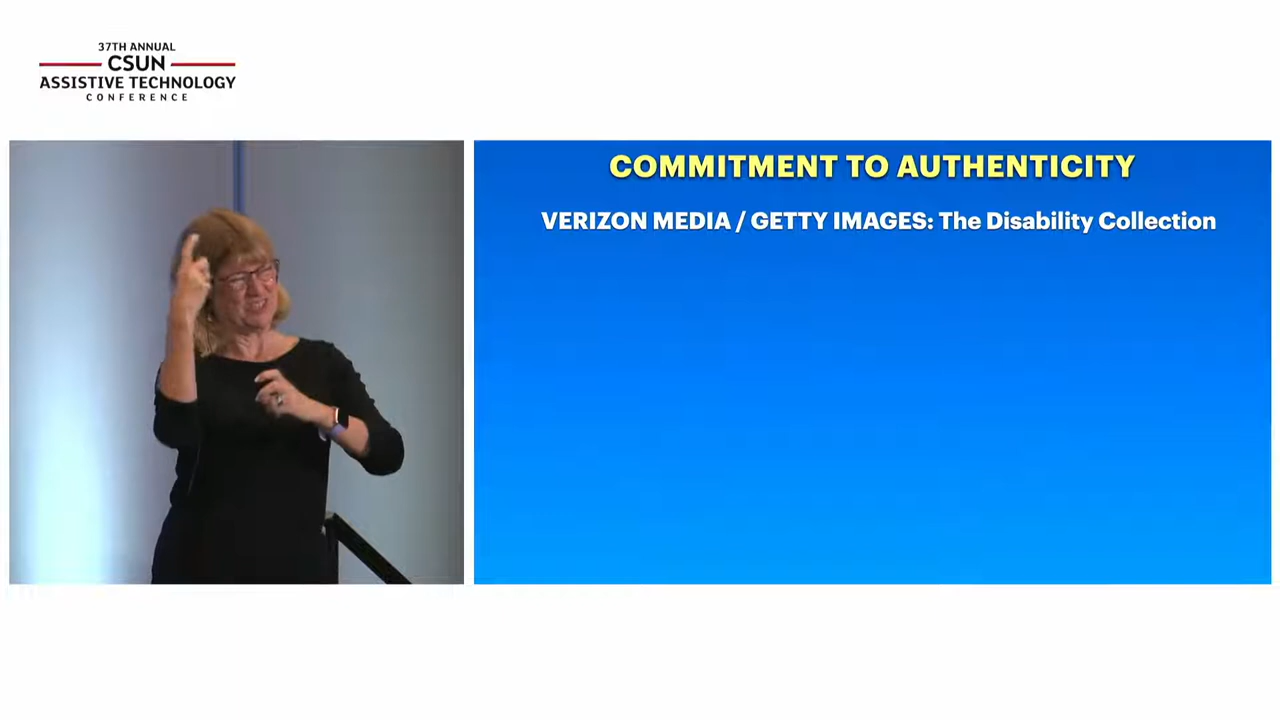 37TH ANNUAL
CSUN
ASSISTIVE TECHNOLOGY
CONFERENCE
COMMITMENT TO AUTHENTICITY
VERIZON MEDIA / GETTY IMAGES: The Disability Collection